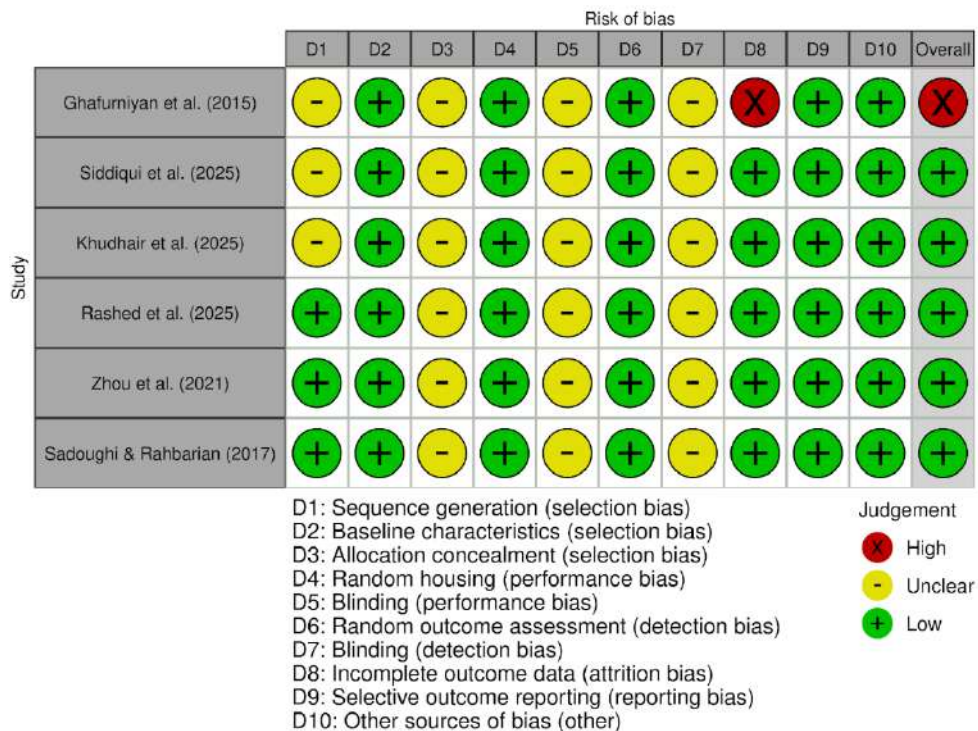 Risk of bias
D1 D2 D3 D4 D5 D6 D7 D8 D9 D10 Overall
Study
Ghafurniyan et al. (2015) - + - + - + - X + + X
Siddiqui et al. (2025) - + - + - + - + + + +
Khudhair et al. (2025) - + - + - + - + + + +
Rashed et al. (2025) + + - + - + - + + + +
Zhou et al. (2021) + + - + - + - + + + +
Sadoughi & Rahbarian (2017) + + - + - + - + + + +
D1: Sequence generation (selection bias)
D2: Baseline characteristics (selection bias)
D3: Allocation concealment (selection bias)
D4: Random housing (performance bias)
D5: Blinding (performance bias)
D6: Random outcome assessment (detection bias)
D7: Blinding (detection bias)
D8: Incomplete outcome data (attrition bias)
D9: Selective outcome reporting (reporting bias)
D10: Other sources of bias (other)
Judgement
X High
- Unclear
+ Low